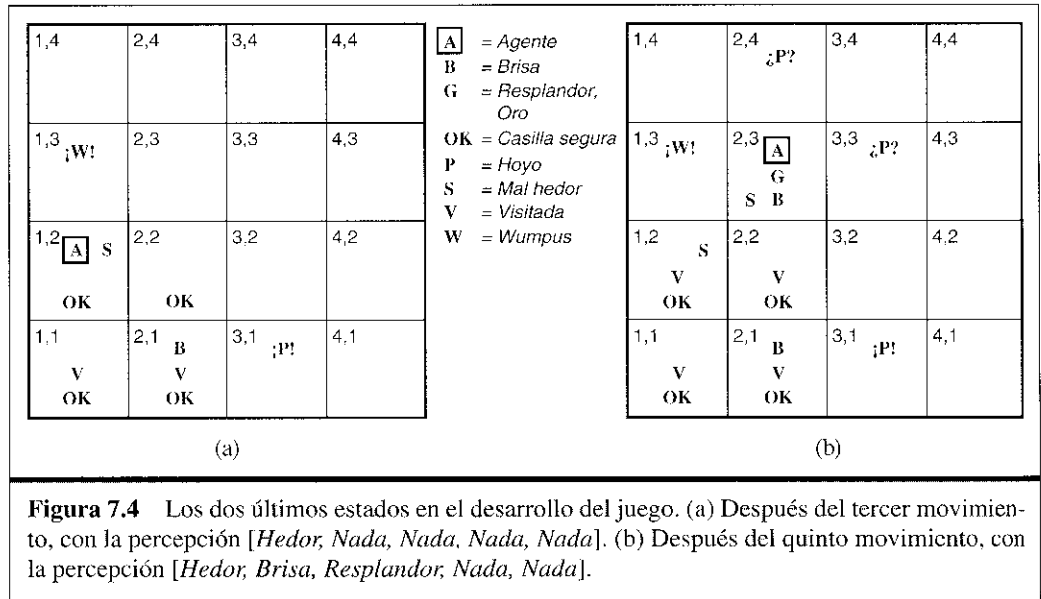 1,4 2,4 3,4 4,4
1,3 ¡W! 2,3 3,3 4,3
1,2 A S 2,2 3,2 4,2
OK OK
1,1 2,1 B 3,1 ¡P! 4,1
V V
OK OK
(a)
A = Agente
B = Brisa
G = Resplandor,
Oro
OK = Casilla segura
P = Hoyo
S = Mal hedor
V = Visitada
W = Wumpus
1,4 2,4 ¿P? 3,4 4,4
1,3 ¡W! 2,3 A 3,3 ¿P? 4,3
G
S B
1,2 S 2,2 3,2 4,2
V V
OK OK
1,1 2,1 B 3,1 ¡P! 4,1
V V
OK OK
(b)
Figura 7.4 Los dos últimos estados en el desarrollo del juego. (a) Después del tercer movimien-
to, con la percepción [Hedor, Nada, Nada, Nada, Nada]. (b) Después del quinto movimiento, con
la percepción [Hedor, Brisa, Resplandor, Nada, Nada].